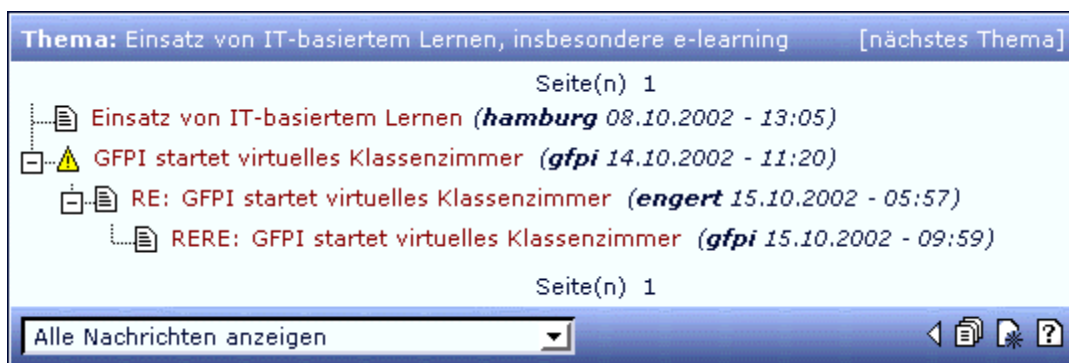 Thema: Einsatz von IT-basiertem Lernen, insbesondere e-learning [nächstes Thema]
Seite(n) 1
Einsatz von IT-basiertem Lernen (hamburg 08.10.2002 - 13:05)
GFPI startet virtuelles Klassenzimmer (gfpi 14.10.2002 - 11:20)
RE: GFPI startet virtuelles Klassenzimmer (engert 15.10.2002 - 05:57)
RERE: GFPI startet virtuelles Klassenzimmer (gfpi 15.10.2002 - 09:59)
Seite(n) 1
Alle Nachrichten anzeigen